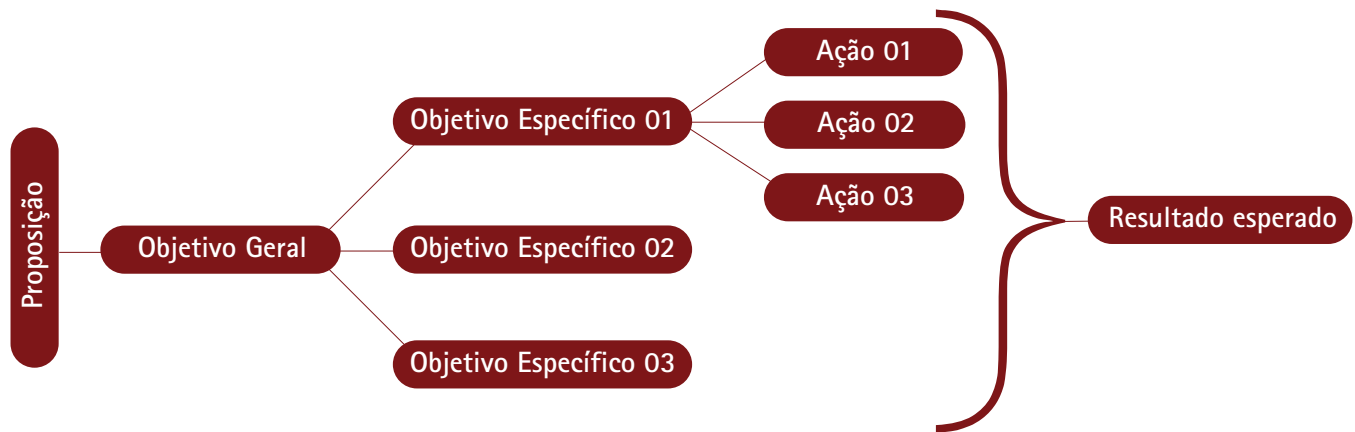 Proposição
Objetivo Geral
Objetivo Específico 01
Objetivo Específico 02
Objetivo Específico 03
Ação 01
Ação 02
Ação 03
Resultado esperado